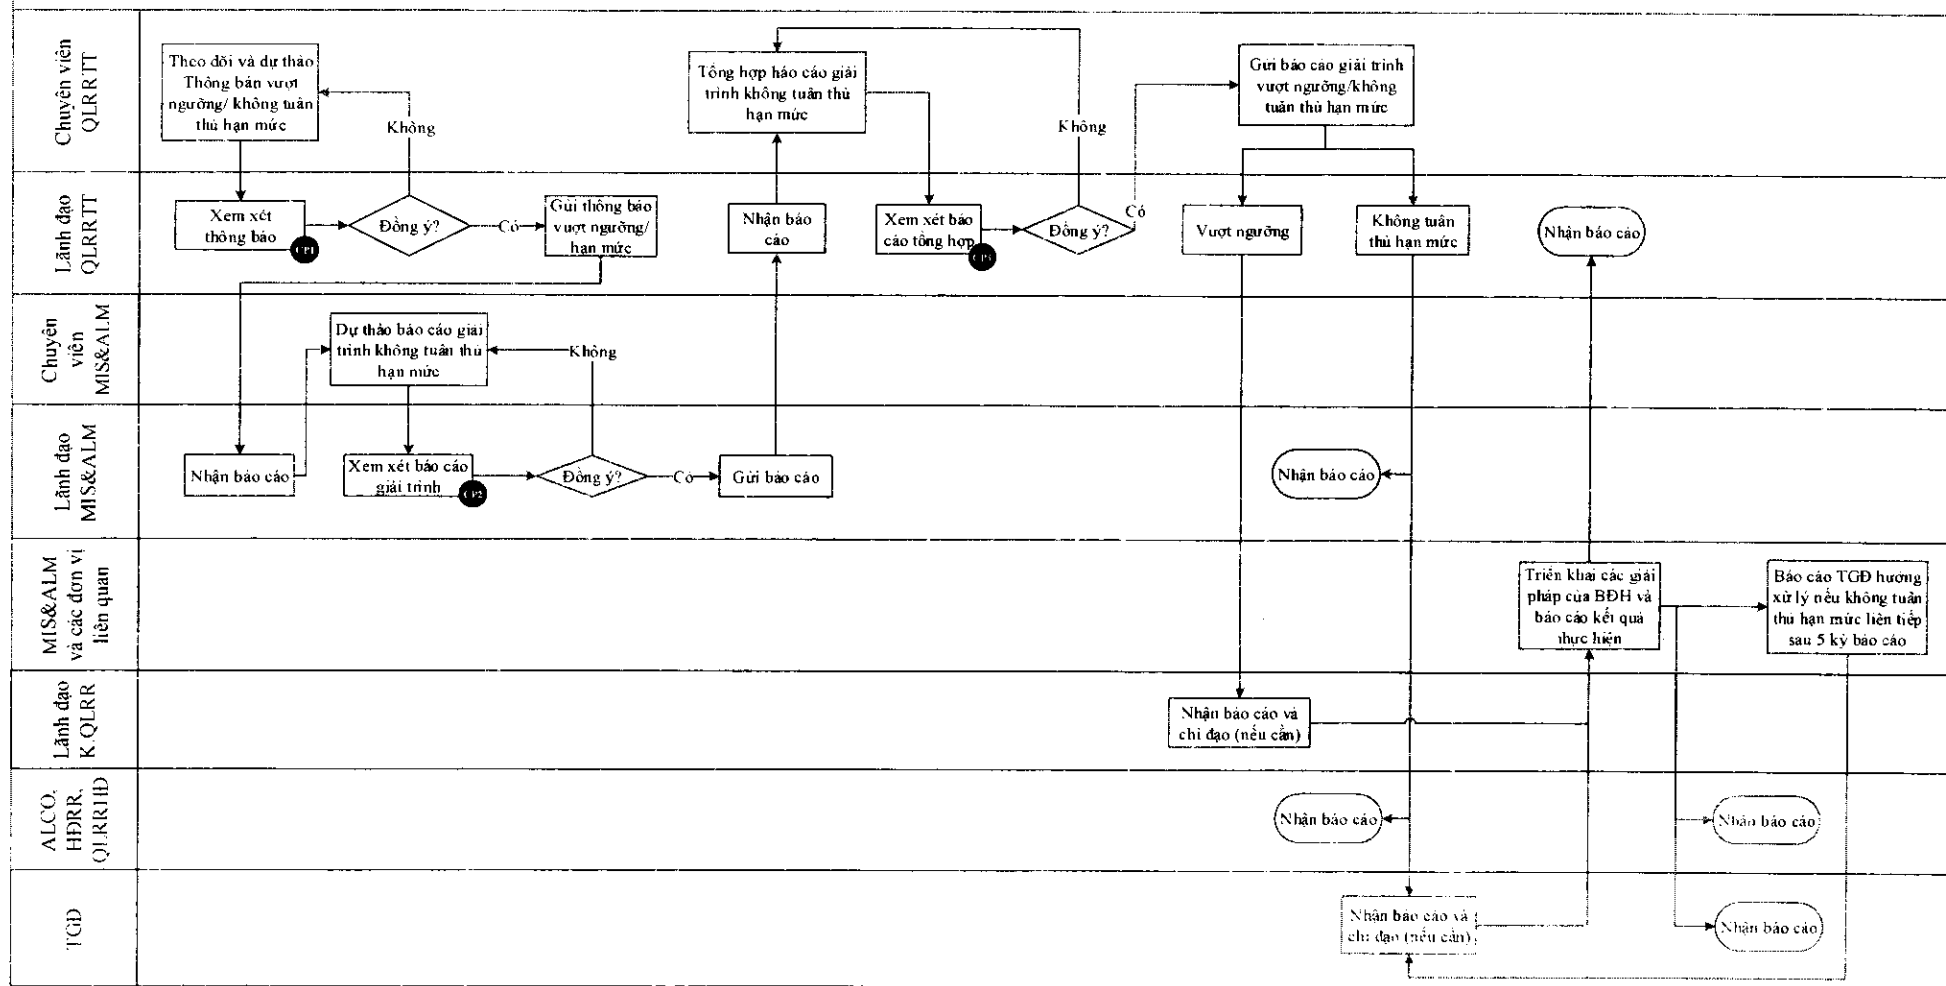 Chuyên viên
QLRRTT
Theo dõi và dự thảo
Thông bán vượt
ngưỡng/ không tuân
thủ hạn mức
Không
Tổng hợp háo cáo giải
trình không tuân thủ
hạn mức
Không
Gửi báo cáo giải trình
vượt ngưỡng/không
tuân thủ hạn mức
Lãnh đạo
QLRRTT
Xem xét
thông báo
CP1
Đồng ý?
Có
Gửi thông báo
vượt ngưỡng/
hạn mức
Nhận báo
cáo
Xem xét báo
cáo tổng hợp
CP3
Đồng ý?
Có
Vượt ngưỡng
Không tuân
thủ hạn mức
Nhận báo cáo
Chuyên
viên
MIS&ALM
Dự thảo báo cáo giải
trình không tuân thủ
hạn mức
Không
Lãnh đạo
MIS&ALM
Nhận báo cáo
Xem xét báo cáo
giải trình
CP2
Đồng ý?
Có
Gửi báo cáo
Nhận báo cáo
MIS&ALM
và các đơn vị
liên quan
Triển khai các giải
pháp của BĐH và
báo cáo kết quả
thực hiện
Báo cáo TGĐ hướng
xử lý nếu không tuân
thủ hạn mức liên tiếp
sau 5 kỳ báo cáo
Lãnh đạo
K.QLRR
Nhận báo cáo và
chỉ đạo (nếu cần)
ALCO,
HĐRR,
QLRRHĐ
Nhận báo cáo
Nhận báo cáo
TGĐ
Nhận báo cáo và
chỉ đạo (nếu cần)
Nhận báo cáo